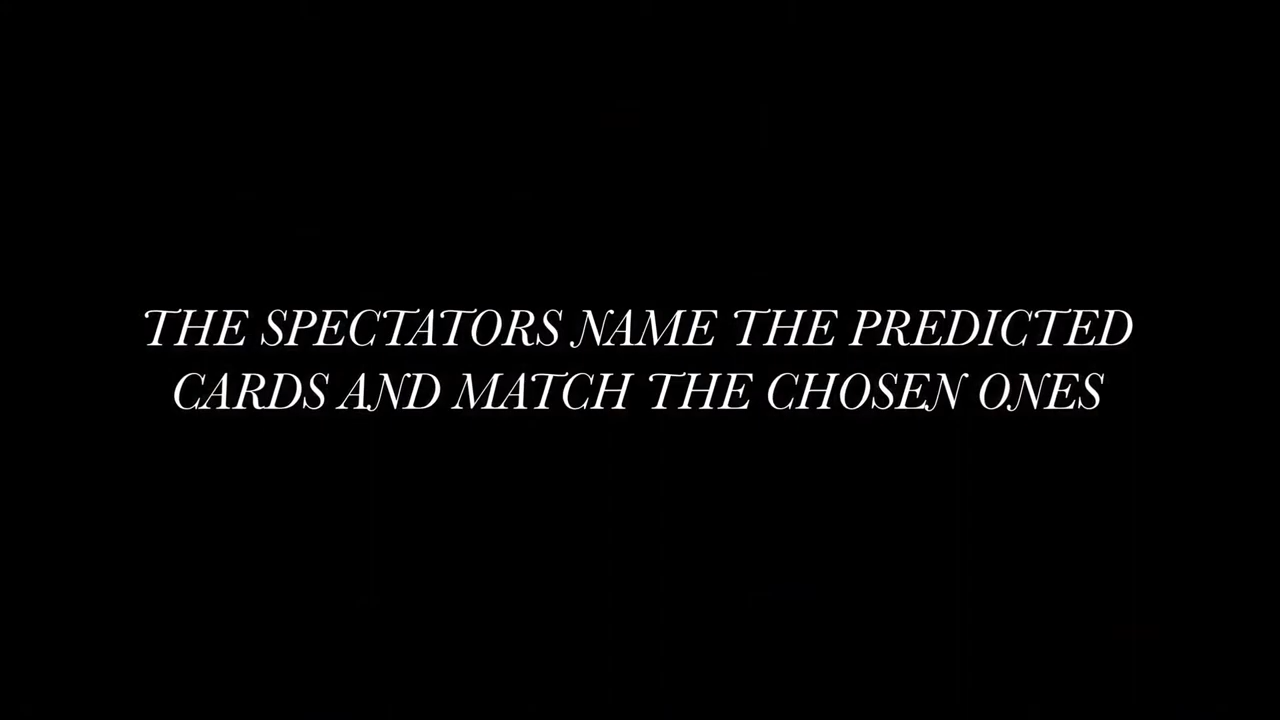 THE SPECTATORS NAME THE PREDICTED
CARDS AND MATCH THE CHOSEN ONES